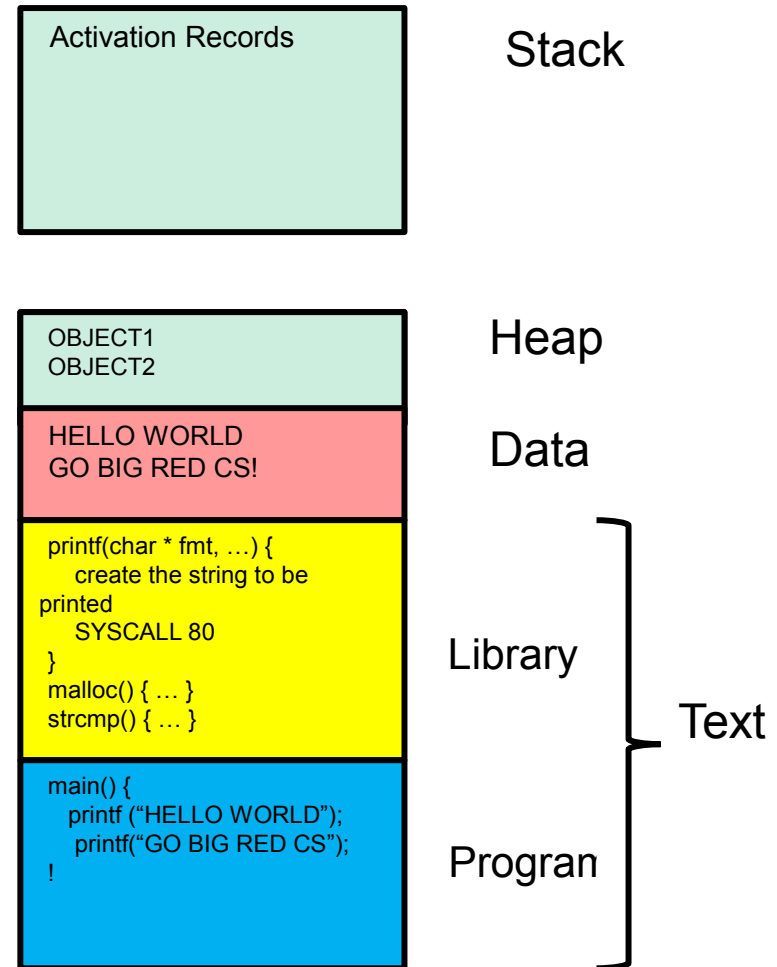 Activation Records
Stack
OBJECT1
OBJECT2
Heap
HELLO WORLD
GO BIG RED CS!
Data
printf(char * fmt, …) {
create the string to be
printed
SYSCALL 80
}
malloc() { … }
strcmp() { … }
Library
Text
main() {
printf (“HELLO WORLD”);
printf(“GO BIG RED CS”);
!
Program